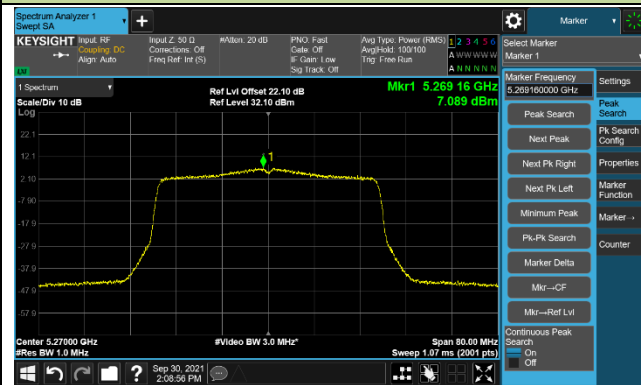 Spectrum Analyzer 1
Swept SA
+
Marker
KEYSIGHT
Input: RF
Coupling: DC
Align: Auto
Input Z: 50 Ω
Corrections: Off
Freq Ref: Int (S)
#Atten: 20 dB
PNO: Fast
Gate: Off
IF Gain: Low
Sig Track: Off
Avg Type: Power (RMS)
Avg|Hold: 100/100
Trig: Free Run
1 2 3 4 5 6
A W W W W W
A N N N N N
Select Marker
Marker 1
1 Spectrum
Scale/Div 10 dB
Log
Ref Lvl Offset 22.10 dB
Ref Level 32.10 dBm
Mkr1 5.269 16 GHz
7.089 dBm
22.1
12.1
2.10
-7.90
-17.9
-27.9
-37.9
-47.9
-57.9
1
Center 5.27000 GHz
#Res BW 1.0 MHz
#Video BW 3.0 MHz*
Span 80.00 MHz
Sweep 1.07 ms (2001 pts)
Marker Frequency
5.269160000 GHz
Peak Search
Next Peak
Next Pk Right
Next Pk Left
Minimum Peak
Pk-Pk Search
Marker Delta
Mkr→CF
Mkr→Ref Lvl
Continuous Peak
Search
On
Off
Settings
Peak
Search
Pk Search
Config
Properties
Marker
Function
Marker→
Counter
?
Sep 30, 2021
2:08:56 PM